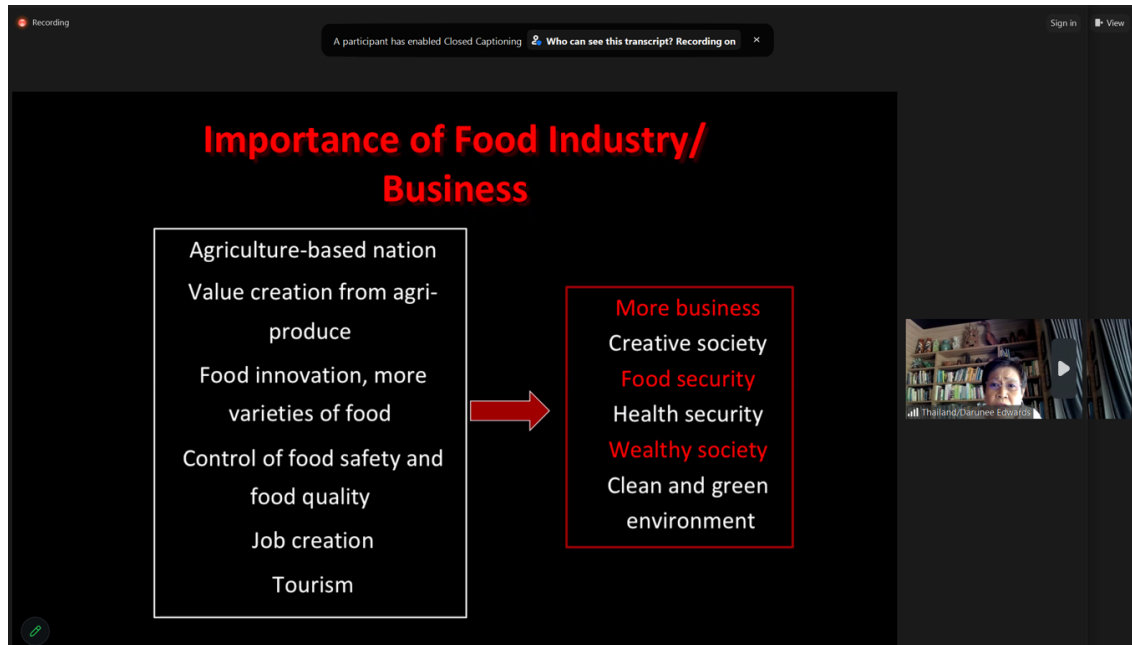 Recording
A participant has enabled Closed Captioning
Who can see this transcript? Recording on
Sign in
View
Importance of Food Industry/
Business
Agriculture-based nation
Value creation from agri-
produce
Food innovation, more
varieties of food
Control of food safety and
food quality
Job creation
Tourism
More business
Creative society
Food security
Health security
Wealthy society
Clean and green
environment
Thailand/Darunee Edwards